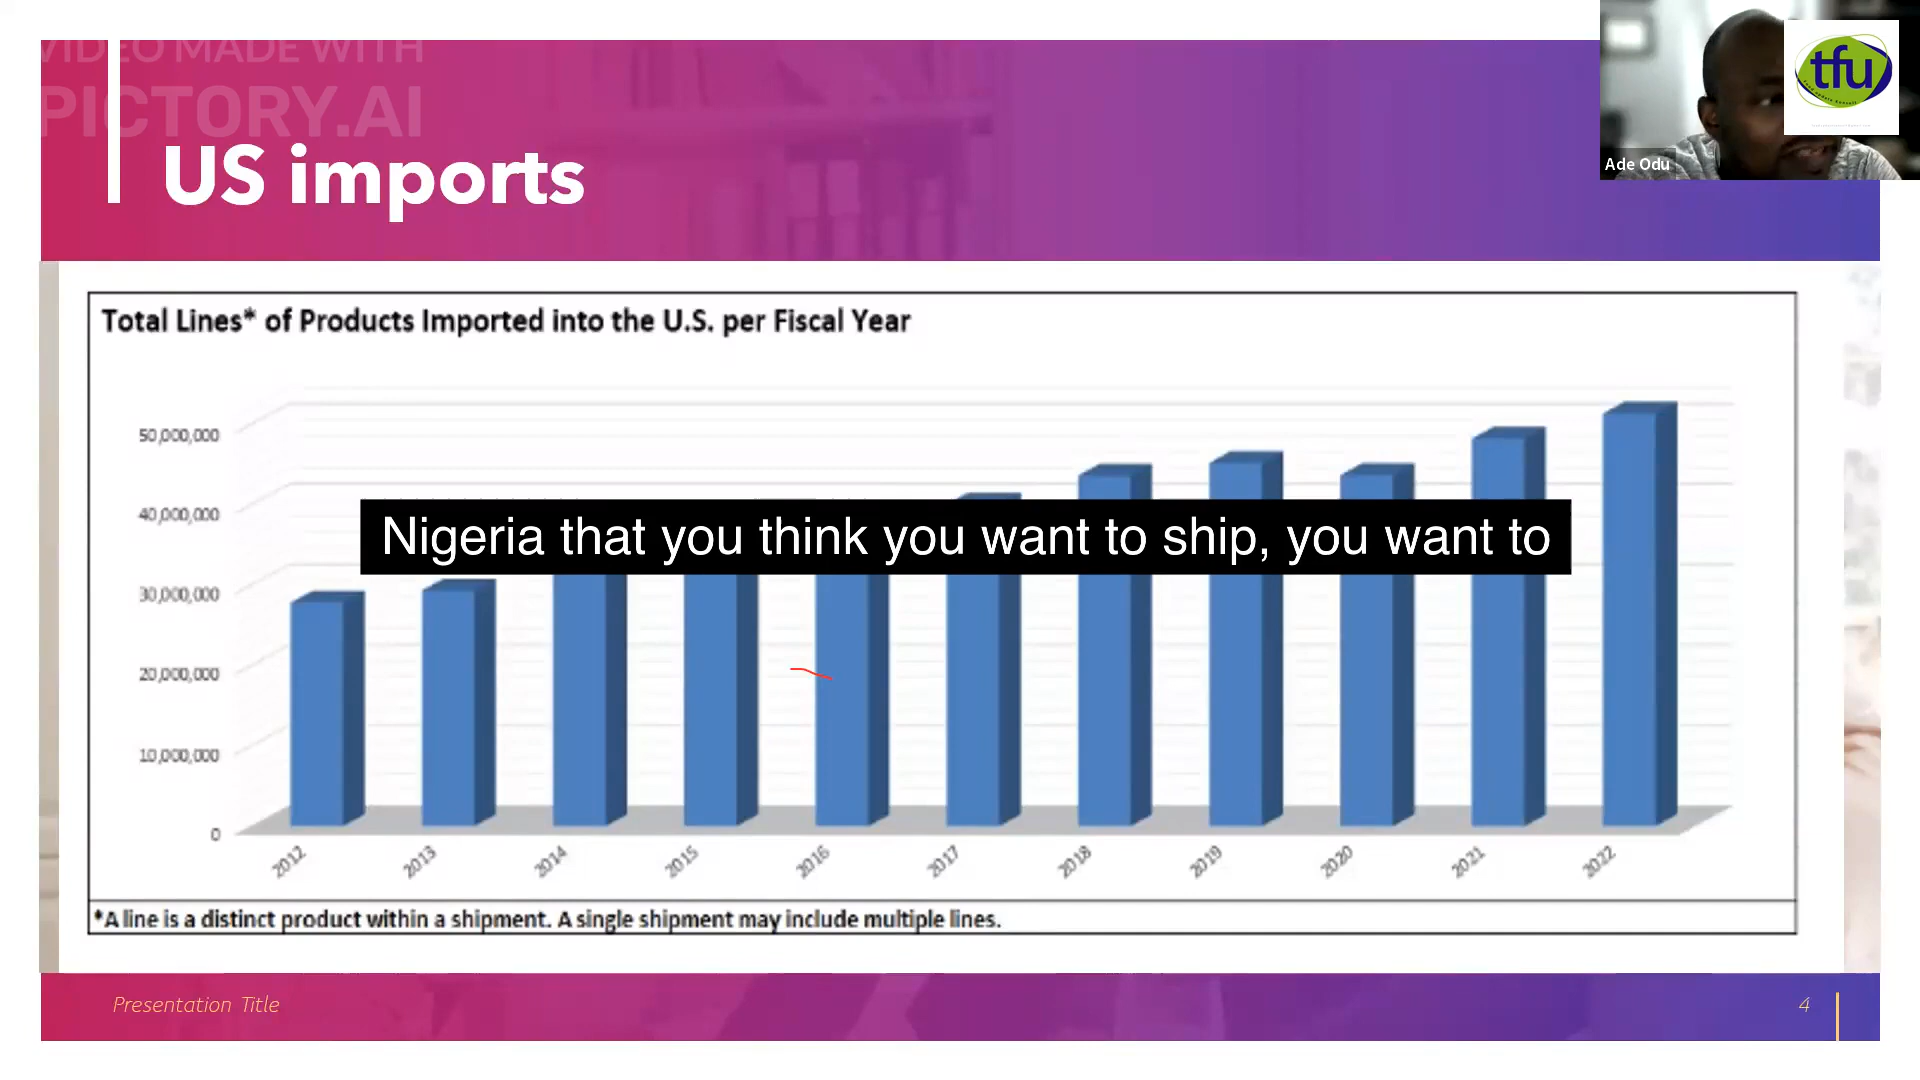 VIDEO MADE WITH
PICTORY.AI
US imports
tfu
Ade Odu
Total Lines* of Products Imported into the U.S. per Fiscal Year
50,000,000
40,000,000
30,000,000
20,000,000
10,000,000
0
Nigeria that you think you want to ship, you want to
2012
2013
2014
2015
2016
2017
2018
2019
2020
2021
2022
*A line is a distinct product within a shipment. A single shipment may include multiple lines.
Presentation Title
4